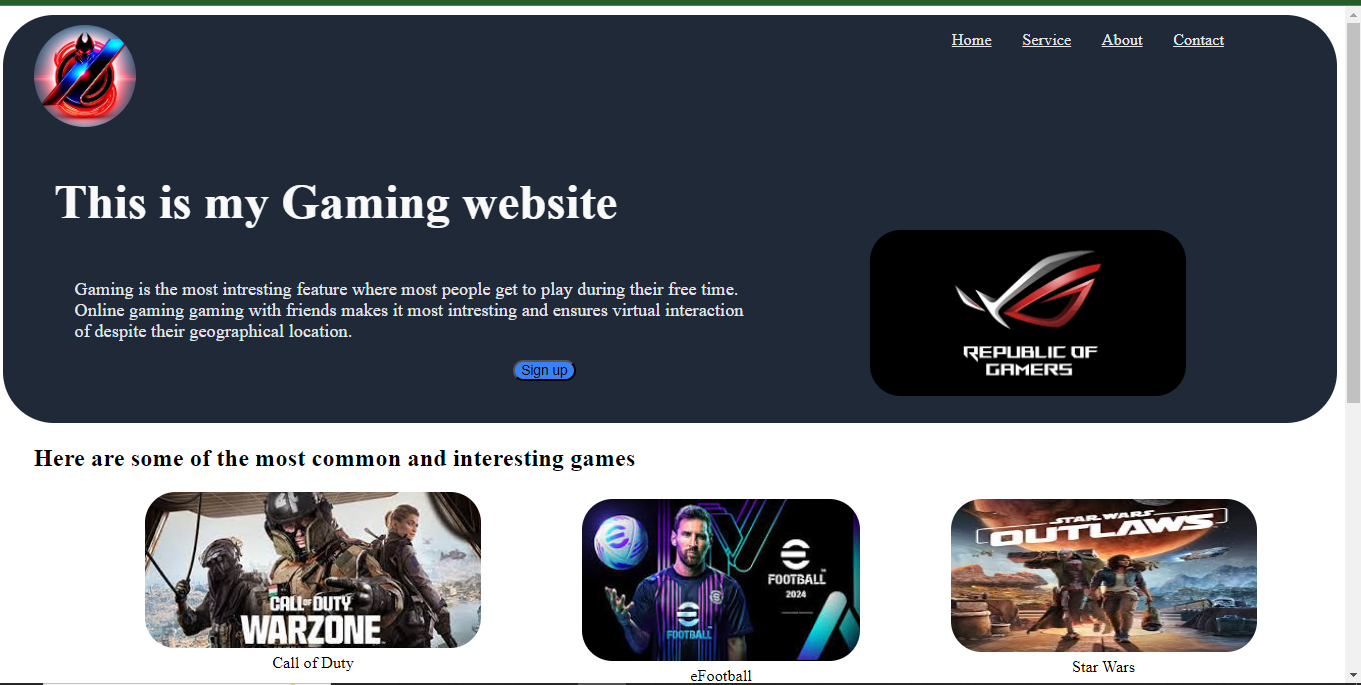 Home Service About Contact
This is my Gaming website
Gaming is the most intresting feature where most people get to play during their free time.
Online gaming gaming with friends makes it most intresting and ensures virtual interaction
of despite their geographical location.
REPUBLIC OF
GAMERS
Sign up
Here are some of the most common and interesting games
CALL OF DUTY
WARZONE
Call of Duty
FOOTBALL
2024
FOOTBALL
eFootball
STAR WARS
OUTLAWS
Star Wars